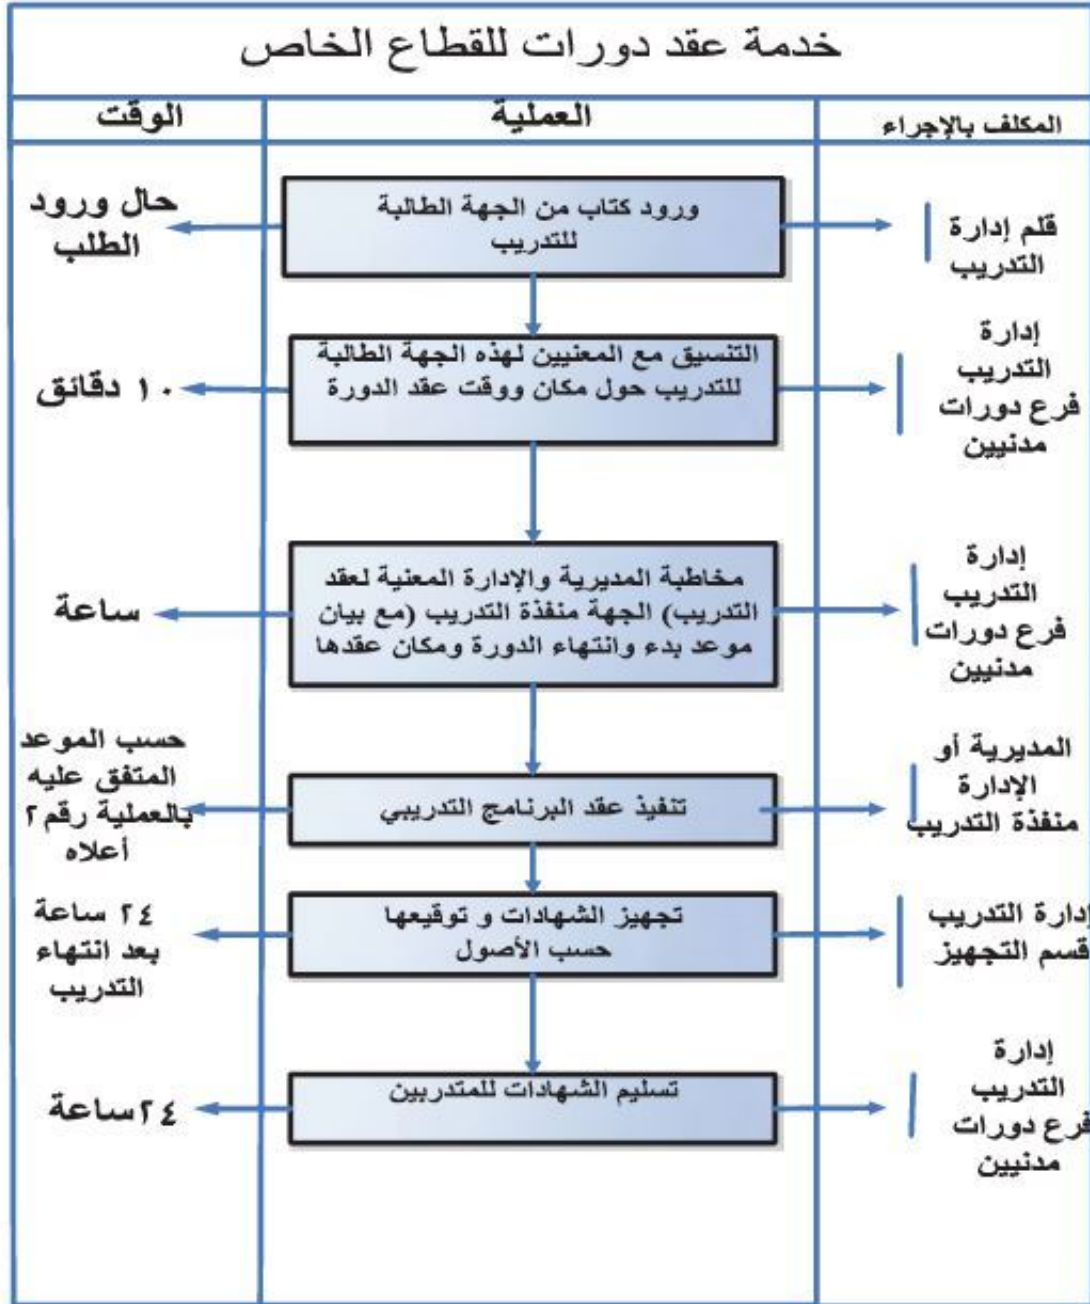 خدمة عقد دورات للقطاع الخاص
المكلف بالإجراء
العملية
الوقت
قلم إدارة
التدريب
ورود كتاب من الجهة الطالبة
للتدريب
حال ورود
الطلب
إدارة
التدريب
فرع دورات
مدنيين
التنسيق مع المعنيين لهذه الجهة الطالبة
للتدريب حول مكان ووقت عقد الدورة
١٠ دقائق
إدارة
التدريب
فرع دورات
مدنيين
مخاطبة المديرية والإدارة المعنية لعقد
التدريب) الجهة منفذة التدريب (مع بيان
موعد بدء وانتهاء الدورة ومكان عقدها
ساعة
المديرية أو
الإدارة
منفذة التدريب
تنفيذ عقد البرنامج التدريبي
حسب الموعد
المتفق عليه
بالعملية رقم ٢
أعلاه
إدارة التدريب
قسم التجهيز
تجهيز الشهادات و توقيعها
حسب الأصول
٢٤ ساعة
بعد انتهاء
التدريب
إدارة
التدريب
فرع دورات
مدنيين
تسليم الشهادات للمتدربين
٢٤ساعة